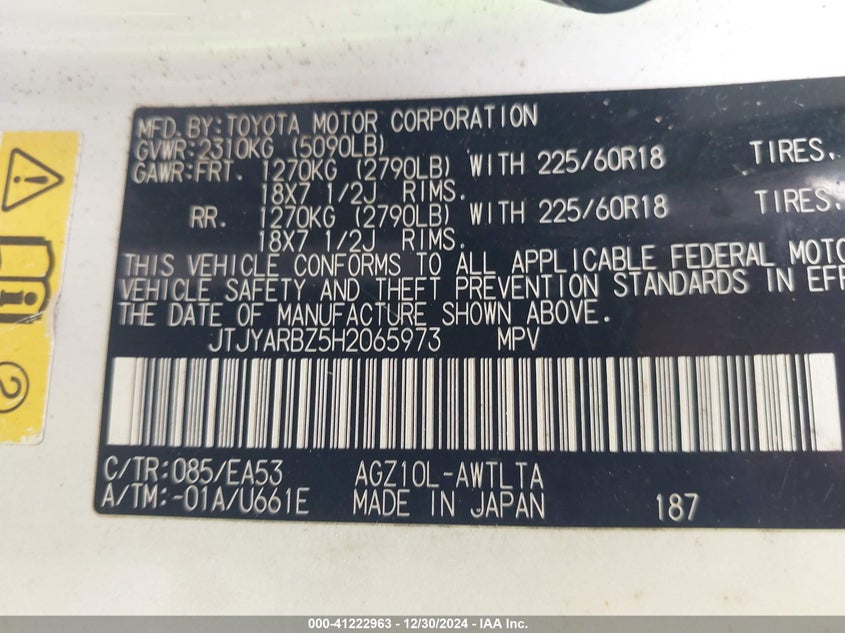 MFD.BY:TOYOTA MOTOR CORPORATION
GVWR:2310KG (5090LB)
GAWR:FRT. 1270KG (2790LB) WITH 225/60R18 TIRES,
18X7 1/2J RIMS.
RR. 1270KG (2790LB) WITH 225/60R18 TIRES,
18X7 1/2J RIMS.
THIS VEHICLE CONFORMS TO ALL APPLICABLE FEDERAL MOTO
VEHICLE SAFETY AND THEFT PREVENTION STANDARDS IN EFF
THE DATE OF MANUFACTURE SHOWN ABOVE.
JTJYARBZ5H2065973 MPV
C/TR:085/EA53 AGZ10L-AWTLTA
A/TM:-01A/U661E MADE IN JAPAN 187
2
000-41222963 - 12/30/2024 - IAA Inc.